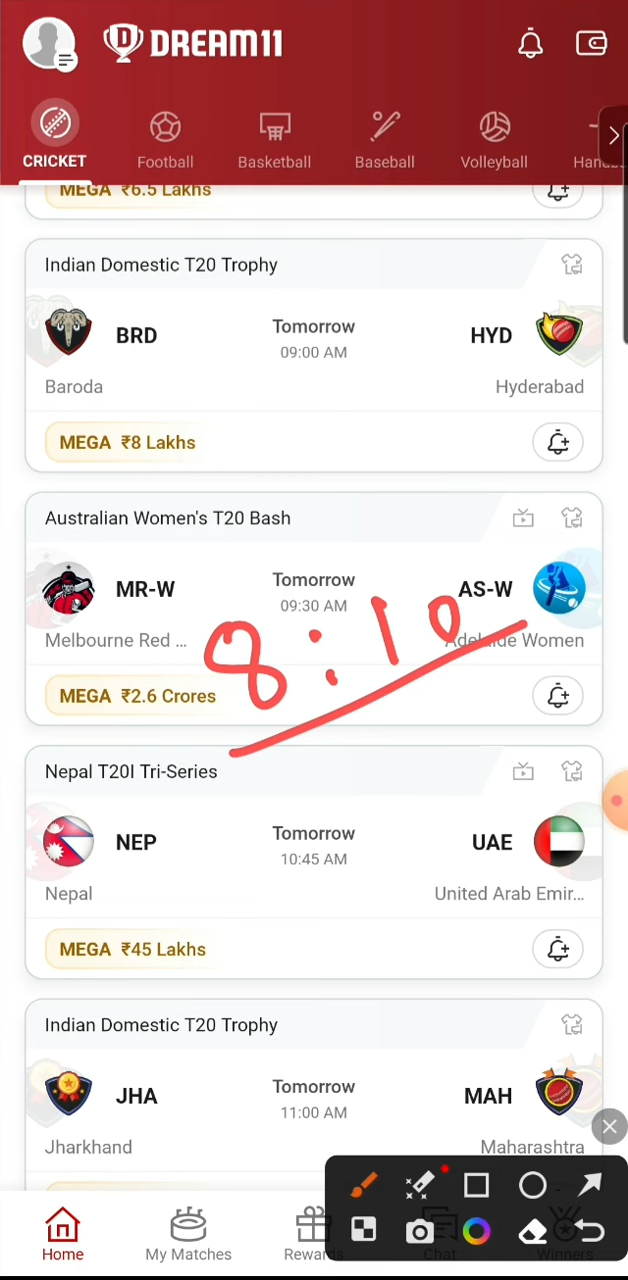 DREAM11
CRICKET Football Basketball Baseball Volleyball
MEGA ₹6.5 Lakhs
Indian Domestic T20 Trophy
BRD Tomorrow HYD
09:00 AM
Baroda Hyderabad
MEGA ₹8 Lakhs
Australian Women's T20 Bash
MR-W Tomorrow AS-W
09:30 AM
8:10
Melbourne Red ... Adelaide Women
MEGA ₹2.6 Crores
Nepal T20I Tri-Series
NEP Tomorrow UAE
10:45 AM
Nepal United Arab Emir...
MEGA ₹45 Lakhs
Indian Domestic T20 Trophy
JHA Tomorrow MAH
11:00 AM
Jharkhand Maharashtra
Home My Matches Rewards Chat Winners